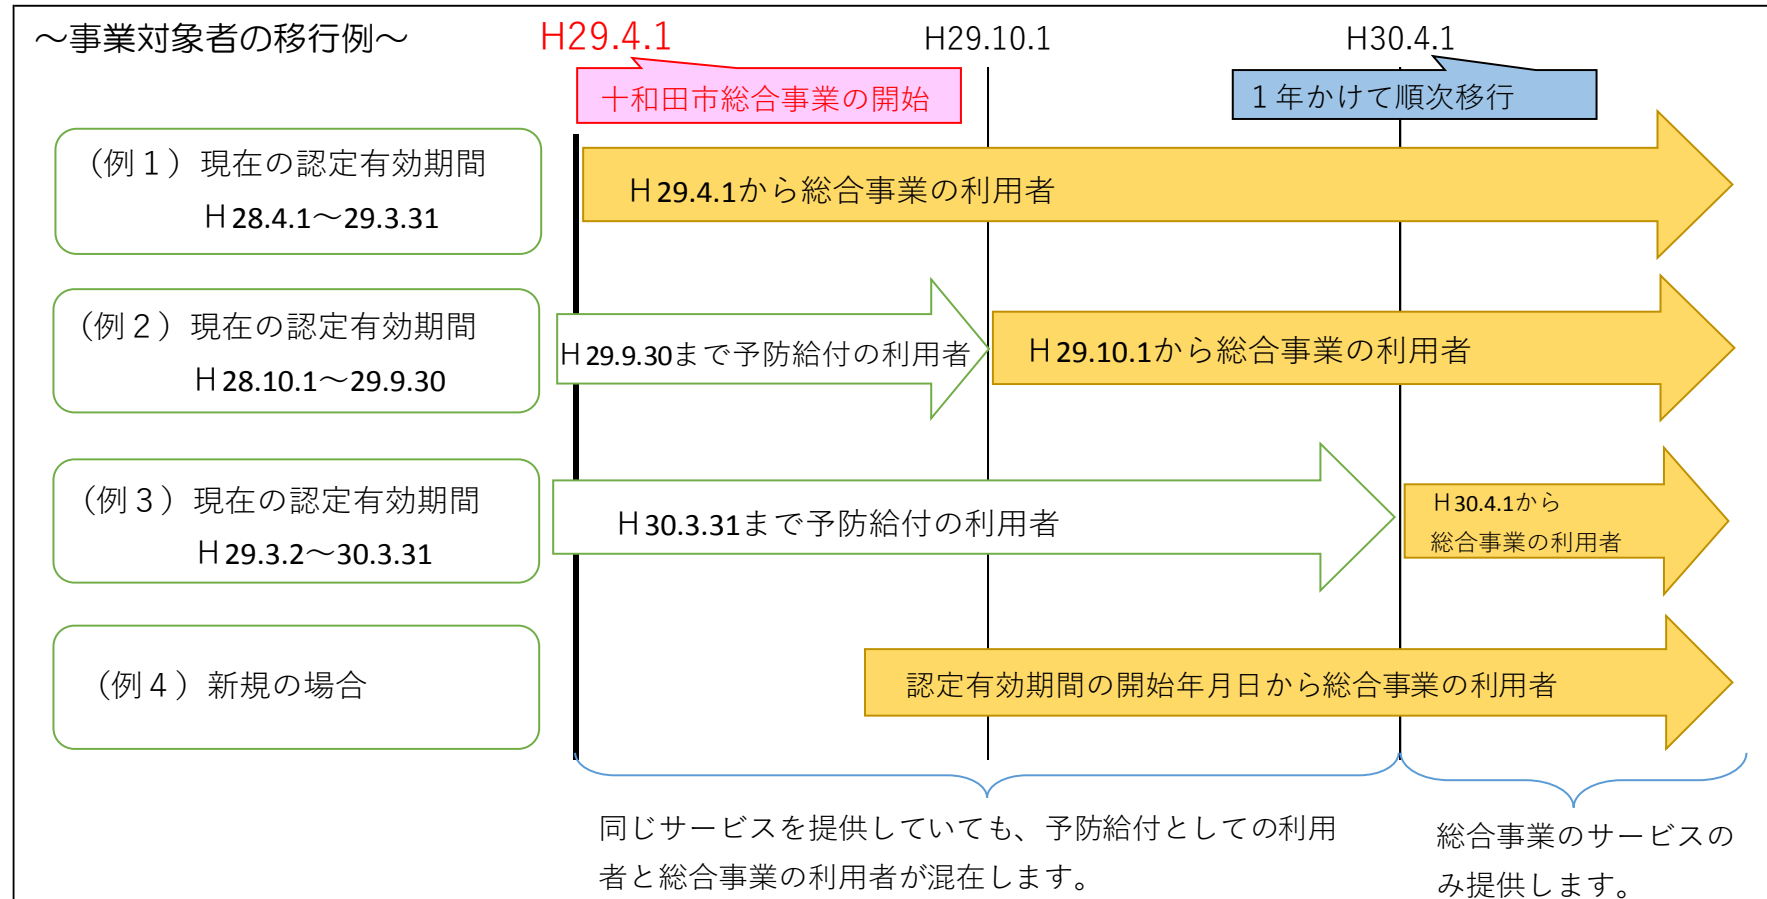 ～事業対象者の移行例～
H29.4.1
H29.10.1
H30.4.1
十和田市総合事業の開始
１年かけて順次移行
（例１）現在の認定有効期間
Ｈ28.4.1～29.3.31
Ｈ29.4.1から総合事業の利用者
（例２）現在の認定有効期間
Ｈ28.10.1～29.9.30
Ｈ29.9.30まで予防給付の利用者
Ｈ29.10.1から総合事業の利用者
（例３）現在の認定有効期間
Ｈ29.3.2～30.3.31
Ｈ30.3.31まで予防給付の利用者
Ｈ30.4.1から
総合事業の利用者
（例４）新規の場合
認定有効期間の開始年月日から総合事業の利用者
同じサービスを提供していても、予防給付としての利用
者と総合事業の利用者が混在します。
総合事業のサービスの
み提供します。